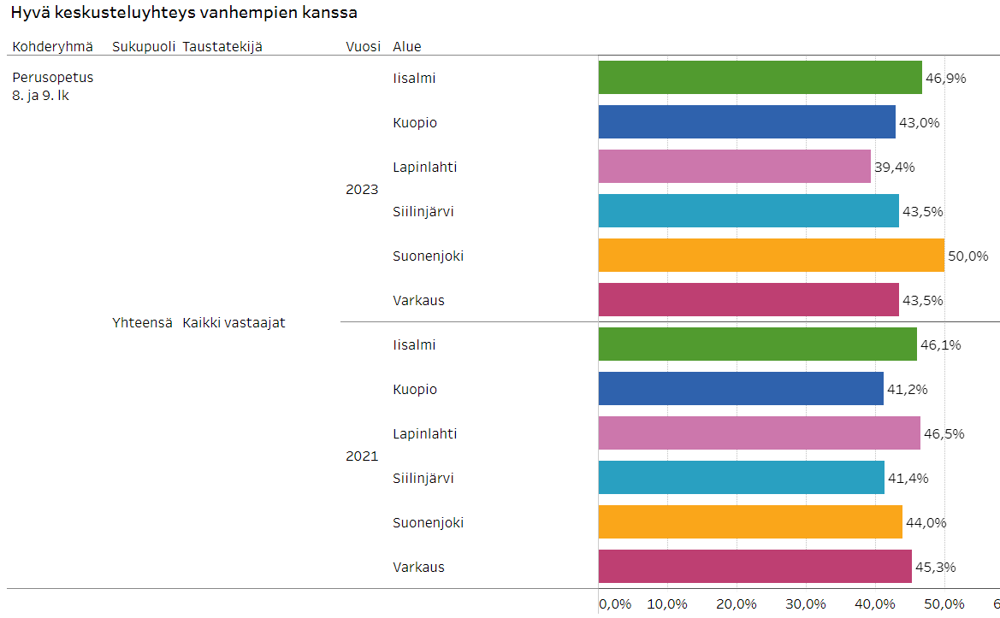 Hyvä keskusteluyhteys vanhempien kanssa
Kohderyhmä Sukupuoli Taustatekijä Vuosi Alue
Perusopetus
8. ja 9. lk
Iisalmi 46,9%
Kuopio 43,0%
Lapinlahti 39,4%
2023
Siilinjärvi 43,5%
Suonenjoki 50,0%
Varkaus 43,5%
Yhteensä Kaikki vastaajat
Iisalmi 46,1%
Kuopio 41,2%
Lapinlahti 46,5%
2021
Siilinjärvi 41,4%
Suonenjoki 44,0%
Varkaus 45,3%
0,0% 10,0% 20,0% 30,0% 40,0% 50,0%